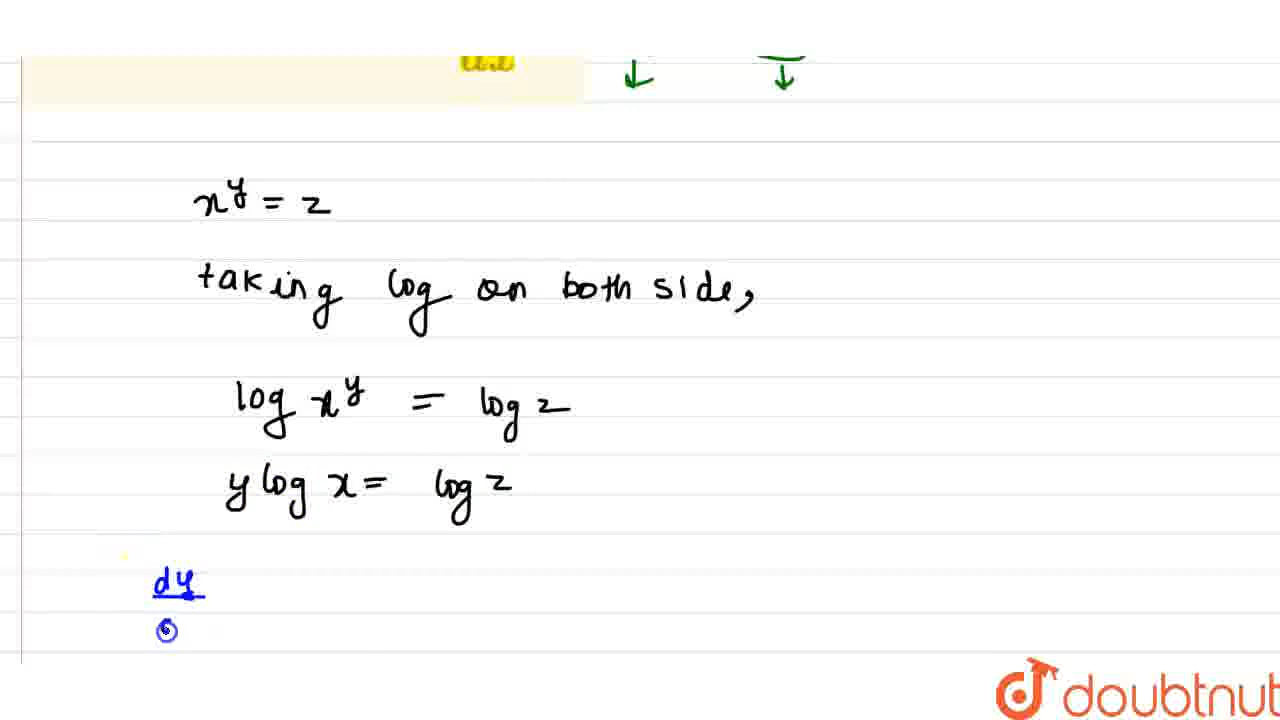 x^y = z
taking log on both side,
log x^y = log z
y log x = log z
dy
doubtnut